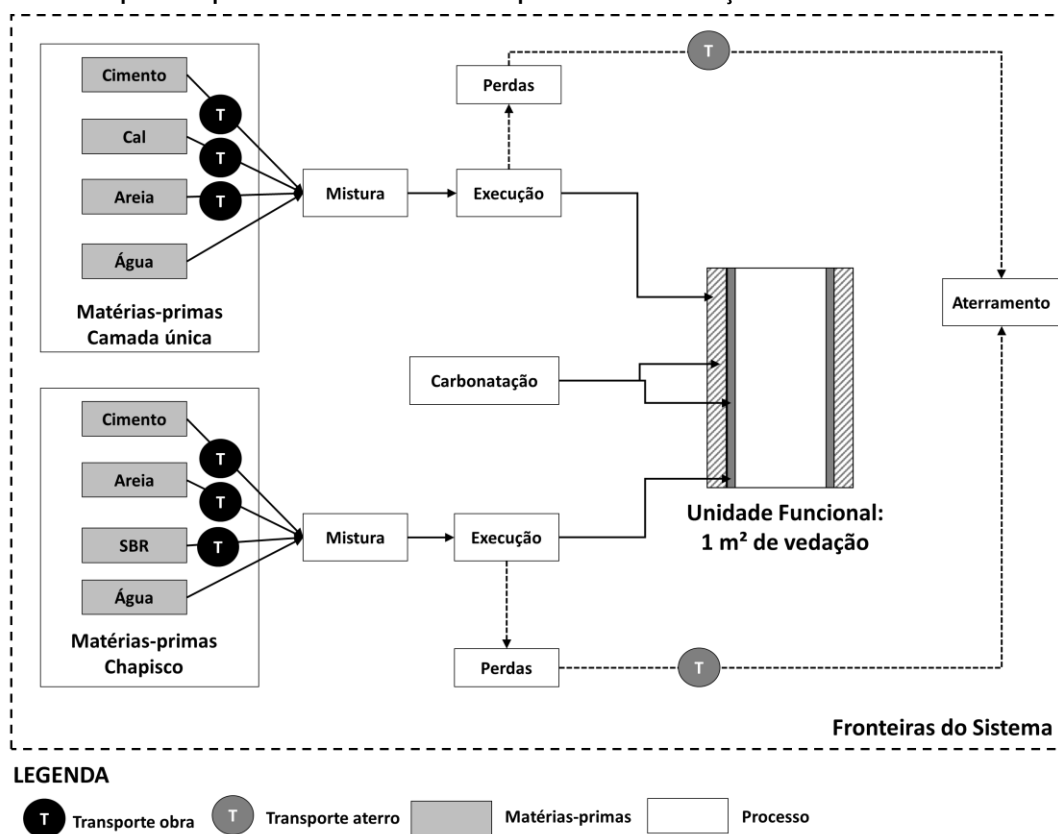 Cimento
T
Cal
T
Areia
T
Água
Matérias-primas
Camada única
Mistura
Execução
Perdas
T
Aterramento
Carbonatação
Cimento
T
Areia
T
SBR
T
Água
Matérias-primas
Chapisco
Mistura
Execução
Perdas
T
Unidade Funcional:
1 m² de vedação
Fronteiras do Sistema
LEGENDA
T Transporte obra
T Transporte aterro
Matérias-primas
Processo